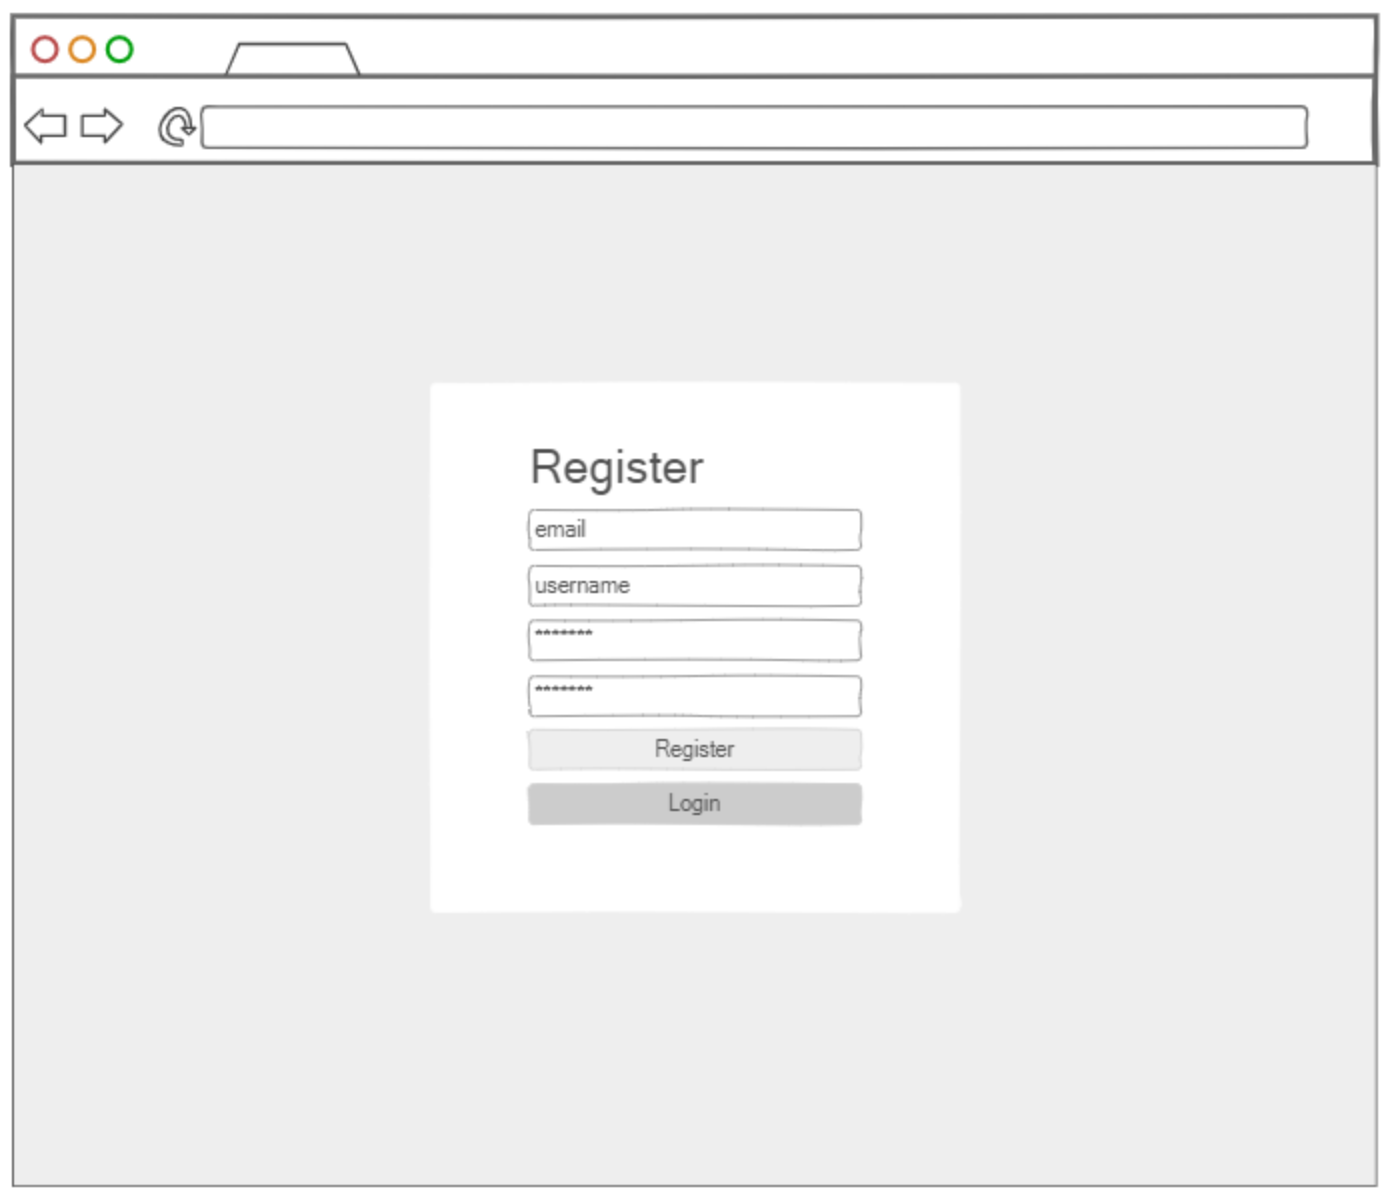 Register
email
username
*******
*******
Register
Login